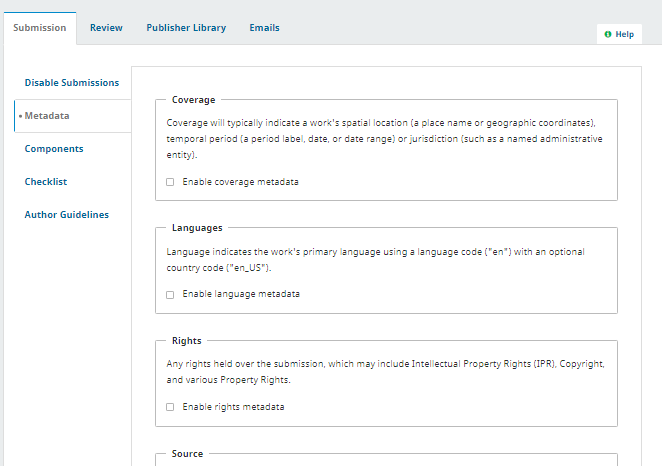 Submission
Review
Publisher Library
Emails
Help
Disable Submissions
Metadata
Components
Checklist
Author Guidelines
Coverage
Coverage will typically indicate a work's spatial location (a place name or geographic coordinates),
temporal period (a period label, date, or date range) or jurisdiction (such as a named administrative
entity).
Enable coverage metadata
Languages
Language indicates the work's primary language using a language code ("en") with an optional
country code ("en_US").
Enable language metadata
Rights
Any rights held over the submission, which may include Intellectual Property Rights (IPR), Copyright,
and various Property Rights.
Enable rights metadata
Source